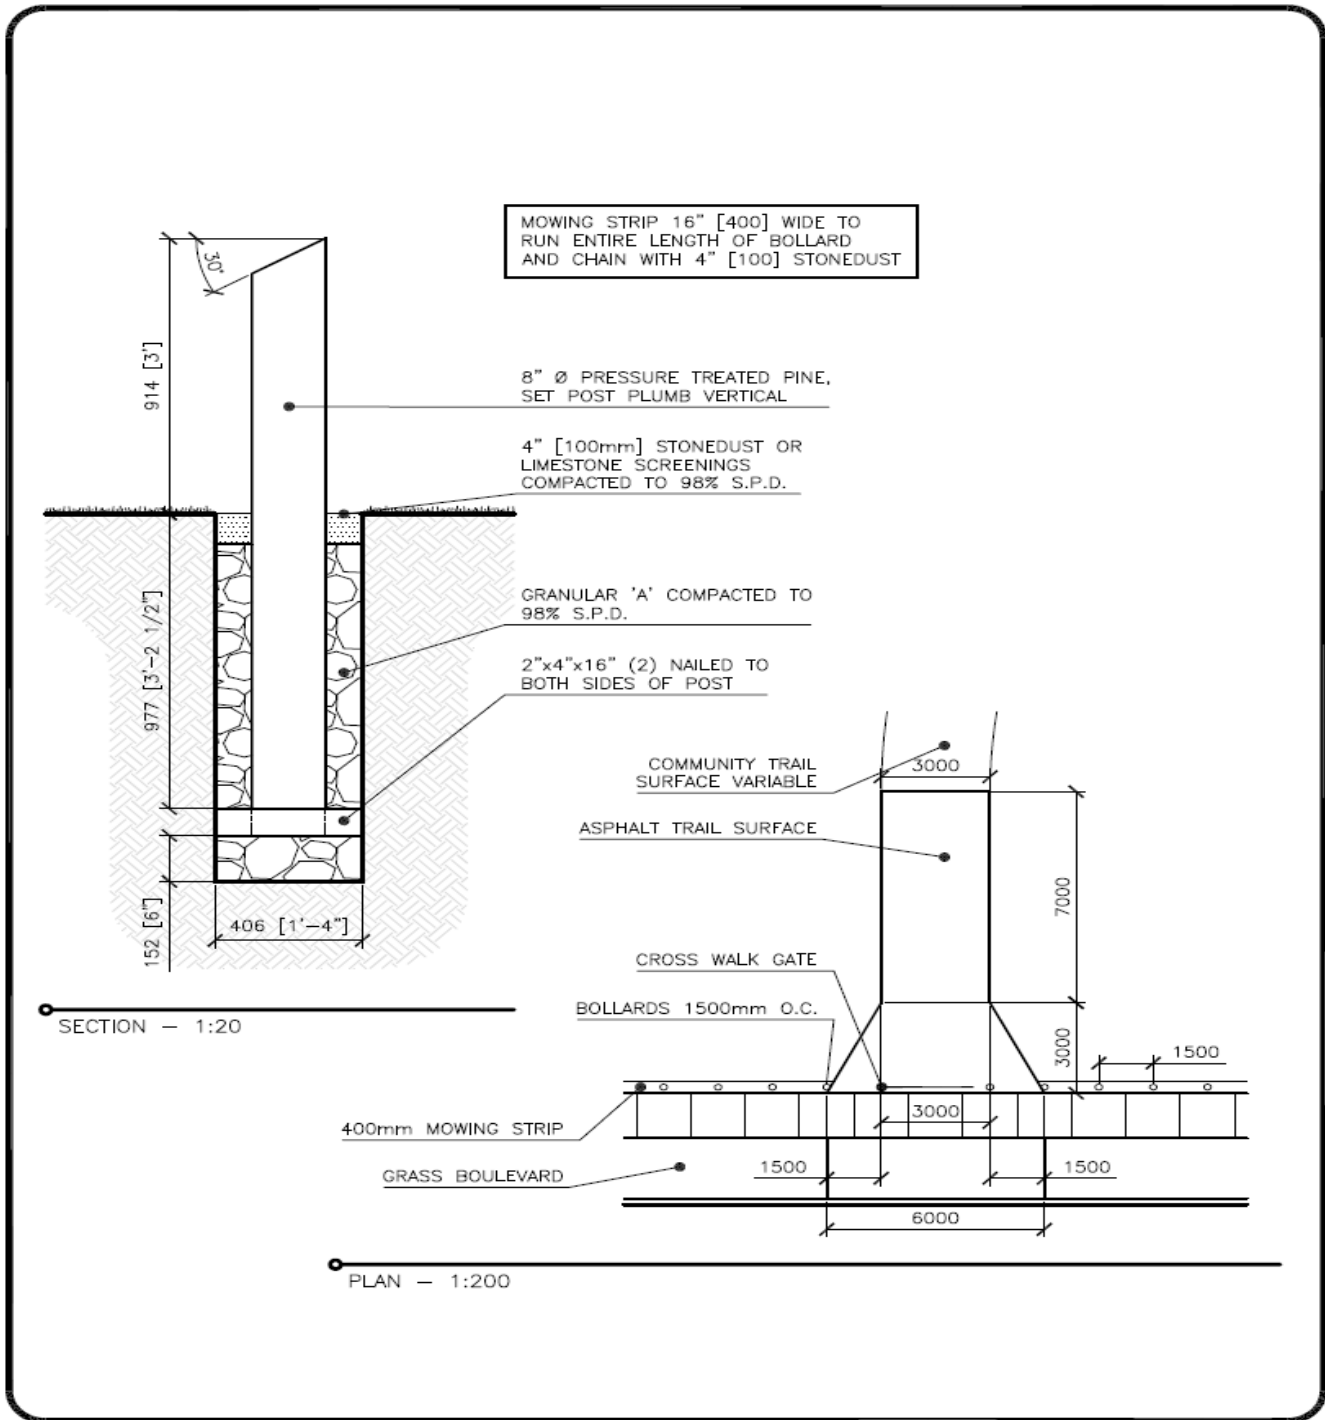 MOWING STRIP 16" [400] WIDE TO
RUN ENTIRE LENGTH OF BOLLARD
AND CHAIN WITH 4" [100] STONEDUST
30°
914 [3']
8" Ø PRESSURE TREATED PINE,
SET POST PLUMB VERTICAL
4" [100mm] STONEDUST OR
LIMESTONE SCREENINGS
COMPACTED TO 98% S.P.D.
977 [3'-2 1/2"]
GRANULAR 'A' COMPACTED TO
98% S.P.D.
2"x4"x16" (2) NAILED TO
BOTH SIDES OF POST
152 [6"]
406 [1'-4"]
SECTION – 1:20
COMMUNITY TRAIL
SURFACE VARIABLE
3000
ASPHALT TRAIL SURFACE
7000
CROSS WALK GATE
BOLLARDS 1500mm O.C.
3000
1500
400mm MOWING STRIP
3000
GRASS BOULEVARD
1500
1500
6000
PLAN – 1:200